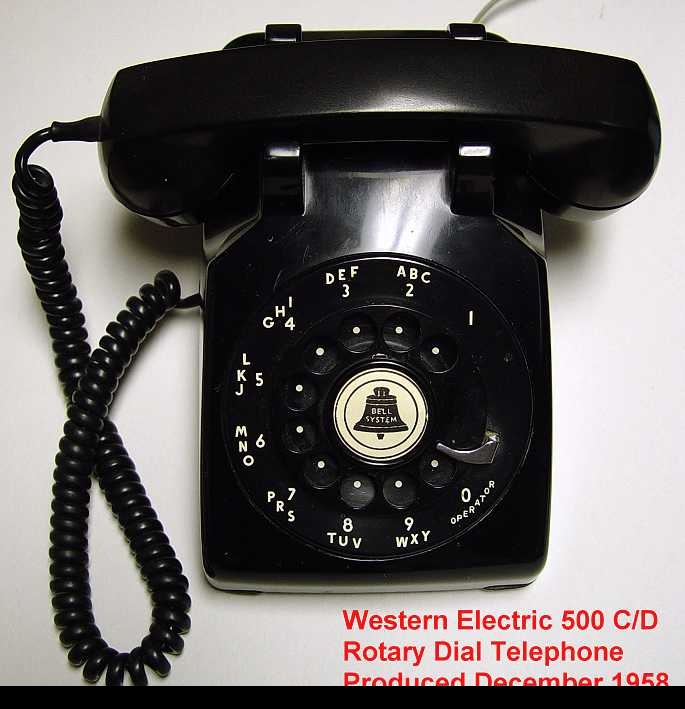 DEF
3
ABC
2
GHI
4
1
LKJ
5
BELL
SYSTEM
MNO
6
PRS
7
0
OPERATOR
8
TUV
9
WXY
Western Electric 500 C/D
Rotary Dial Telephone
Produced December 1958